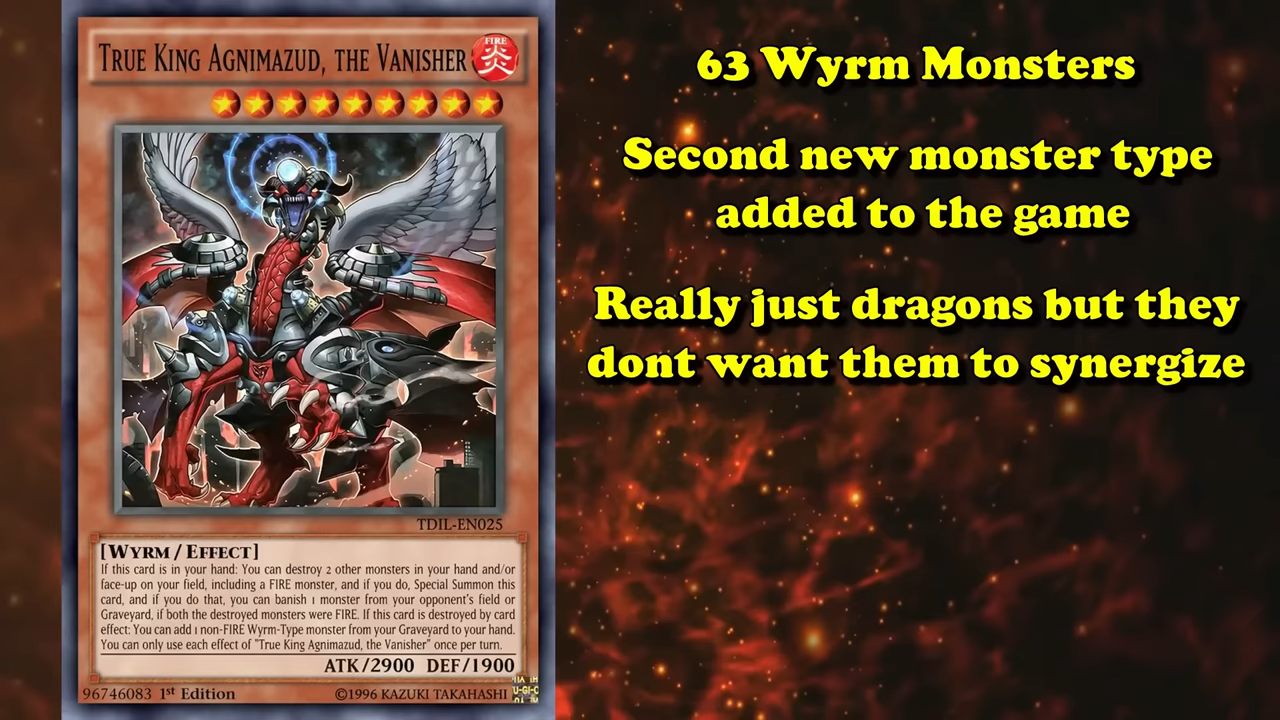 TRUE KING AGNIMAZUD, THE VANISHER
FIRE
炎
63 Wyrm Monsters
Second new monster type
added to the game
Really just dragons but they
dont want them to synergize
TDIL-EN025
[WYRM / EFFECT]
If this card is in your hand: You can destroy 2 other monsters in your hand and/or
face-up on your field, including a FIRE monster, and if you do, Special Summon this
card, and if you do that, you can banish 1 monster from your opponent's field or
Graveyard, if both the destroyed monsters were FIRE. If this card is destroyed by card
effect: You can add 1 non-FIRE Wyrm-Type monster from your Graveyard to your hand.
You can only use each effect of "True King Agnimazud, the Vanisher" once per turn.
ATK/2900 DEF/1900
96746083 1st Edition
©1996 KAZUKI TAKAHASHI